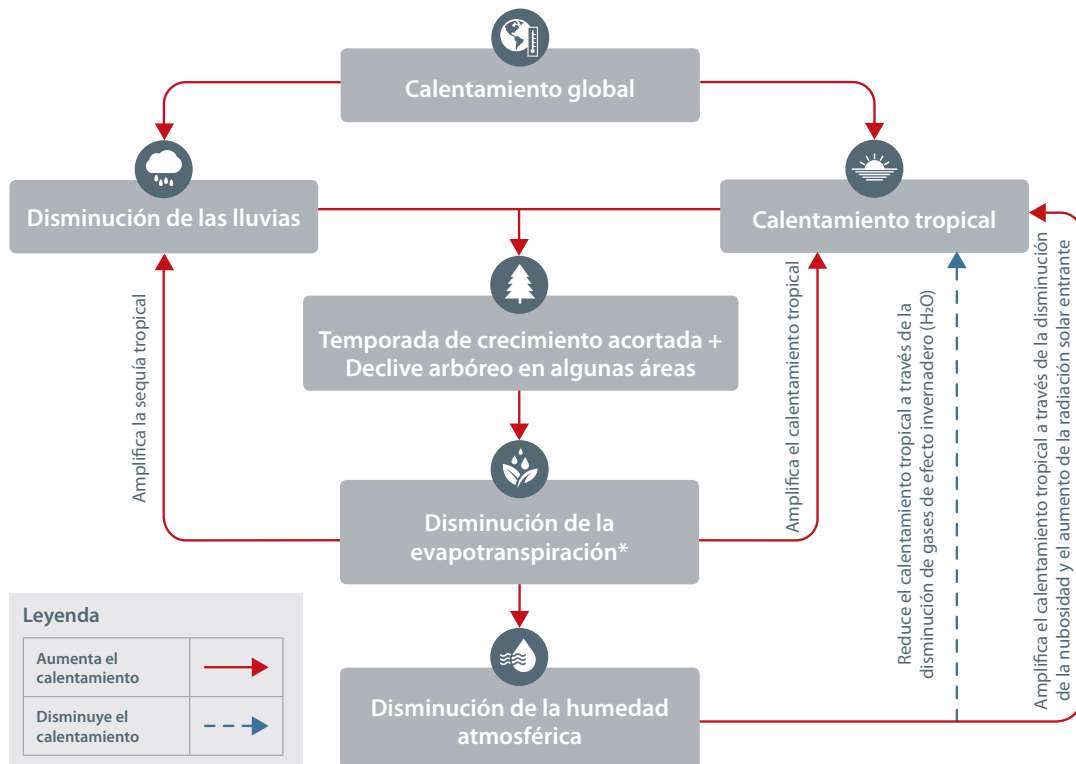 Calentamiento global
Disminución de las lluvias
Calentamiento tropical
Temporada de crecimiento acortada +
Declive arbóreo en algunas áreas
Amplifica la sequía tropical
Amplifica el calentamiento tropical
Reduce el calentamiento tropical a través de la
disminución de gases de efecto invernadero (H₂O)
Amplifica el calentamiento tropical a través de la disminución
de la nubosidad y el aumento de la radiación solar entrante
Disminución de la
evapotranspiración*
Disminución de la humedad
atmosférica
Leyenda
Aumenta el
calentamiento
Disminuye el
calentamiento